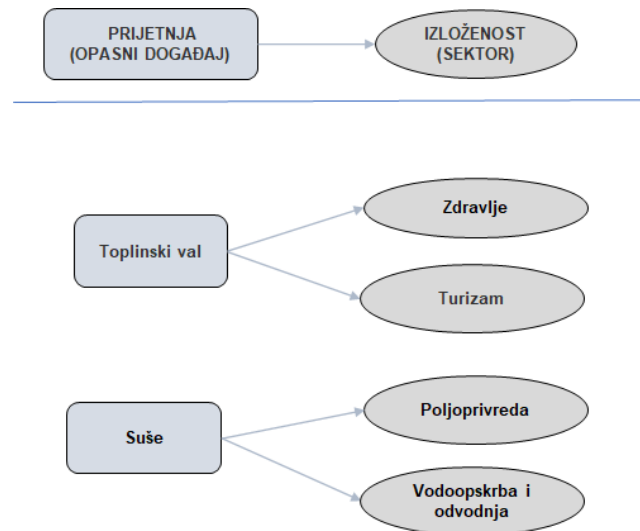 PRIJETNJA
(OPASNI DOGAĐAJ)
IZLOŽENOST
(SEKTOR)
Zdravlje
Toplinski val
Turizam
Poljoprivreda
Suše
Vodoopskrba i
odvodnja